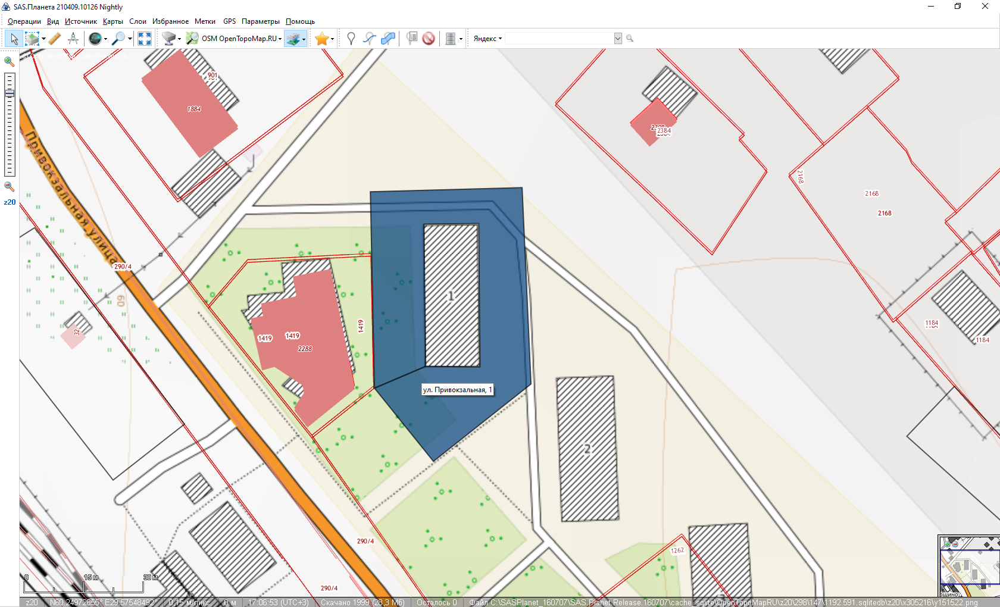 SAS.Планета 210409.10126 Nightly
Операции Вид Источник Карты Слои Избранное Метки GPS Параметры Помощь
OSM OpenTopoMap.RU
Яндекс
z20
901
1884
2384
2168
2168
2168
Привокзальная улица
290/4
60
32
1419
1419
1419
2288
1
ул. Привокзальная, 1
2
1184
1184
290/4
1262
290/4
0 15 м 30 м
z20 N60.24972855° E29.57548492° 0,15 м/пикс. 0 м 17:06:53 (UTC+3) Скачано 1999 (28,3 Мб) Осталось 0 Файл C:\SASPlanet_160707\SAS.Planet.Release.160707\cache_sqlite\OpenTopoMapRU\z20\298\147\1192.591.sqlitedb\z20\x305216\y151522.png